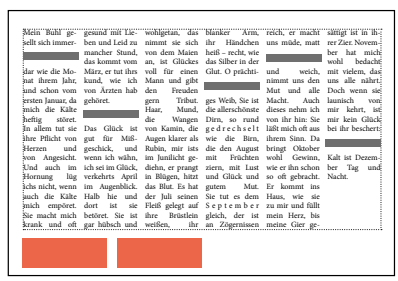 Mein Buhl ge-
sellt sich immer-
dar wie die Mo-
nat ihrem Jahr,
und schon vom
ersten Januar, da
mich die Kälte
heftig störet.
In allem tut sie
ihre Pflicht von
Herzen und
von Angesicht.
Und auch im
Hornung lüg
ichs nicht, wenn
auch die Kälte
mich empöret.
Sie macht mich
krank und oft
gesund mit Lie-
ben und Leid zu
mancher Stund,
das kommt vom
März, er tut ihrs
kund, wie ich
von Ärzten hab
gehöret.
Das Glück ist
gut für Miß-
geschick, und
wenn ich wähn,
ich sei im Glück,
verkehrts April
im Augenblick.
Halb hie und
dort ist sie
betöret. Sie ist
gar hübsch und
wohlgetan, das
nimmt sie sich
von dem Maien
an, ist Glückes
voll für einen
Mann und gibt
den Freuden
gern Tribut.
Haar, Mund,
die Wangen
von Kamin, die
Augen klarer als
Rubin, mir ists
im Junilicht ge-
diehn, er prangt
in Blügen, hitzt
das Blut. Es hat
der Juli seinen
Fleiß gelegt auf
ihre Brüstlein
weißen, ihr
blanker Arm,
ihr Händchen
heiß – recht, wie
das Silber in der
Glut. O prächti-
ges Weib, Sie ist
die allerschönste
Dirn, so rund
gedrechselt
wie die Birn,
die den August
mit Früchten
ziern, mit Lust
und Glück und
gutem Mut.
Sie tut es dem
September
gleich, der ist
an Zögernissen
reich, er macht
uns müde, matt
und weich,
nimmt uns den
Mut und alle
Macht. Auch
dieses nehm ich
von ihr hin: Sie
läßt mich oft aus
ihrem Sinn. Da
bringt Oktober
wohl Gewinn,
wie er ihn schon
so oft gebracht.
Er kommt ins
Haus, wie sie
zu mir und füllt
mein Herz, bis
meine Gier ge-
sättigt ist in ih-
rer Zier. Novem-
ber hat mich
wohl bedacht
mit vielem, das
uns alle nährt.
Doch wenn sie
launisch von
mir kehrt, ist
mir kein Glück
bei ihr beschert
Kalt ist Dezem-
ber Tag und
Nacht.